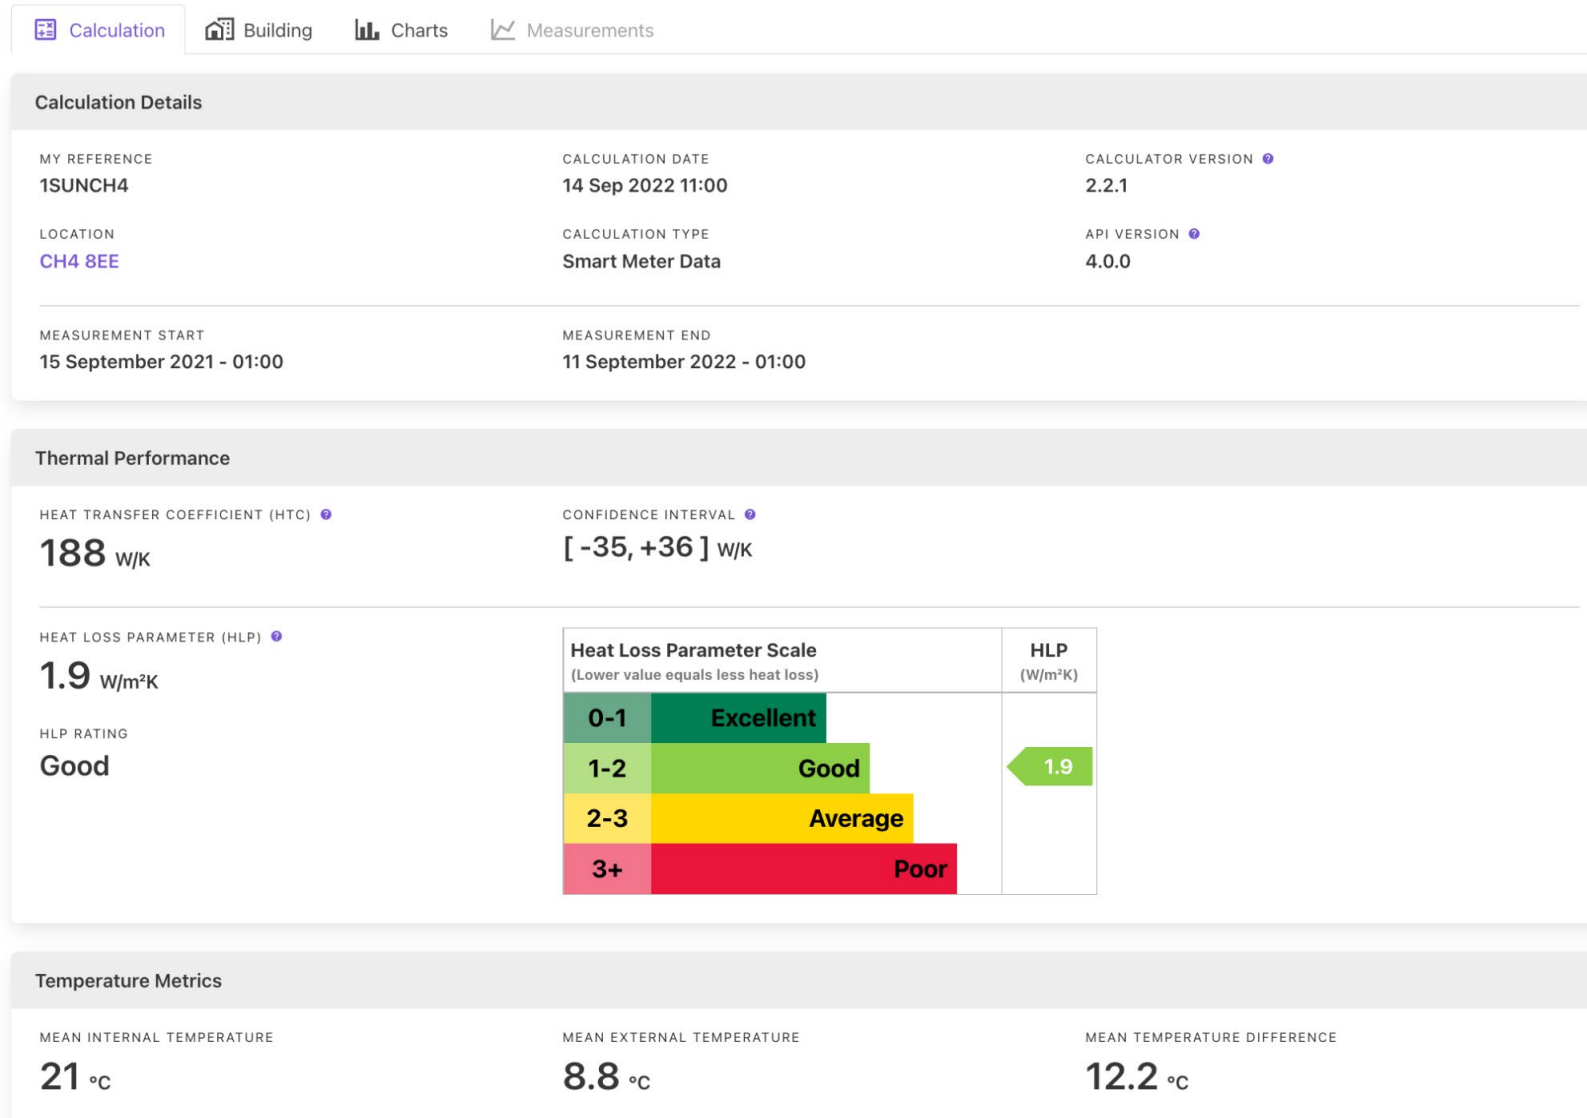 Calculation Building Charts Measurements
Calculation Details
MY REFERENCE CALCULATION DATE CALCULATOR VERSION ?
1SUNCH4 14 Sep 2022 11:00 2.2.1
LOCATION CALCULATION TYPE API VERSION ?
CH4 8EE Smart Meter Data 4.0.0
MEASUREMENT START MEASUREMENT END
15 September 2021 - 01:00 11 September 2022 - 01:00
Thermal Performance
HEAT TRANSFER COEFFICIENT (HTC) ? CONFIDENCE INTERVAL ?
188 W/K [ -35, +36 ] W/K
HEAT LOSS PARAMETER (HLP) ?
1.9 W/m²K
HLP RATING
Good
Heat Loss Parameter Scale HLP
(Lower value equals less heat loss) (W/m²K)
0-1 Excellent
1-2 Good 1.9
2-3 Average
3+ Poor
Temperature Metrics
MEAN INTERNAL TEMPERATURE MEAN EXTERNAL TEMPERATURE MEAN TEMPERATURE DIFFERENCE
21 °C 8.8 °C 12.2 °C